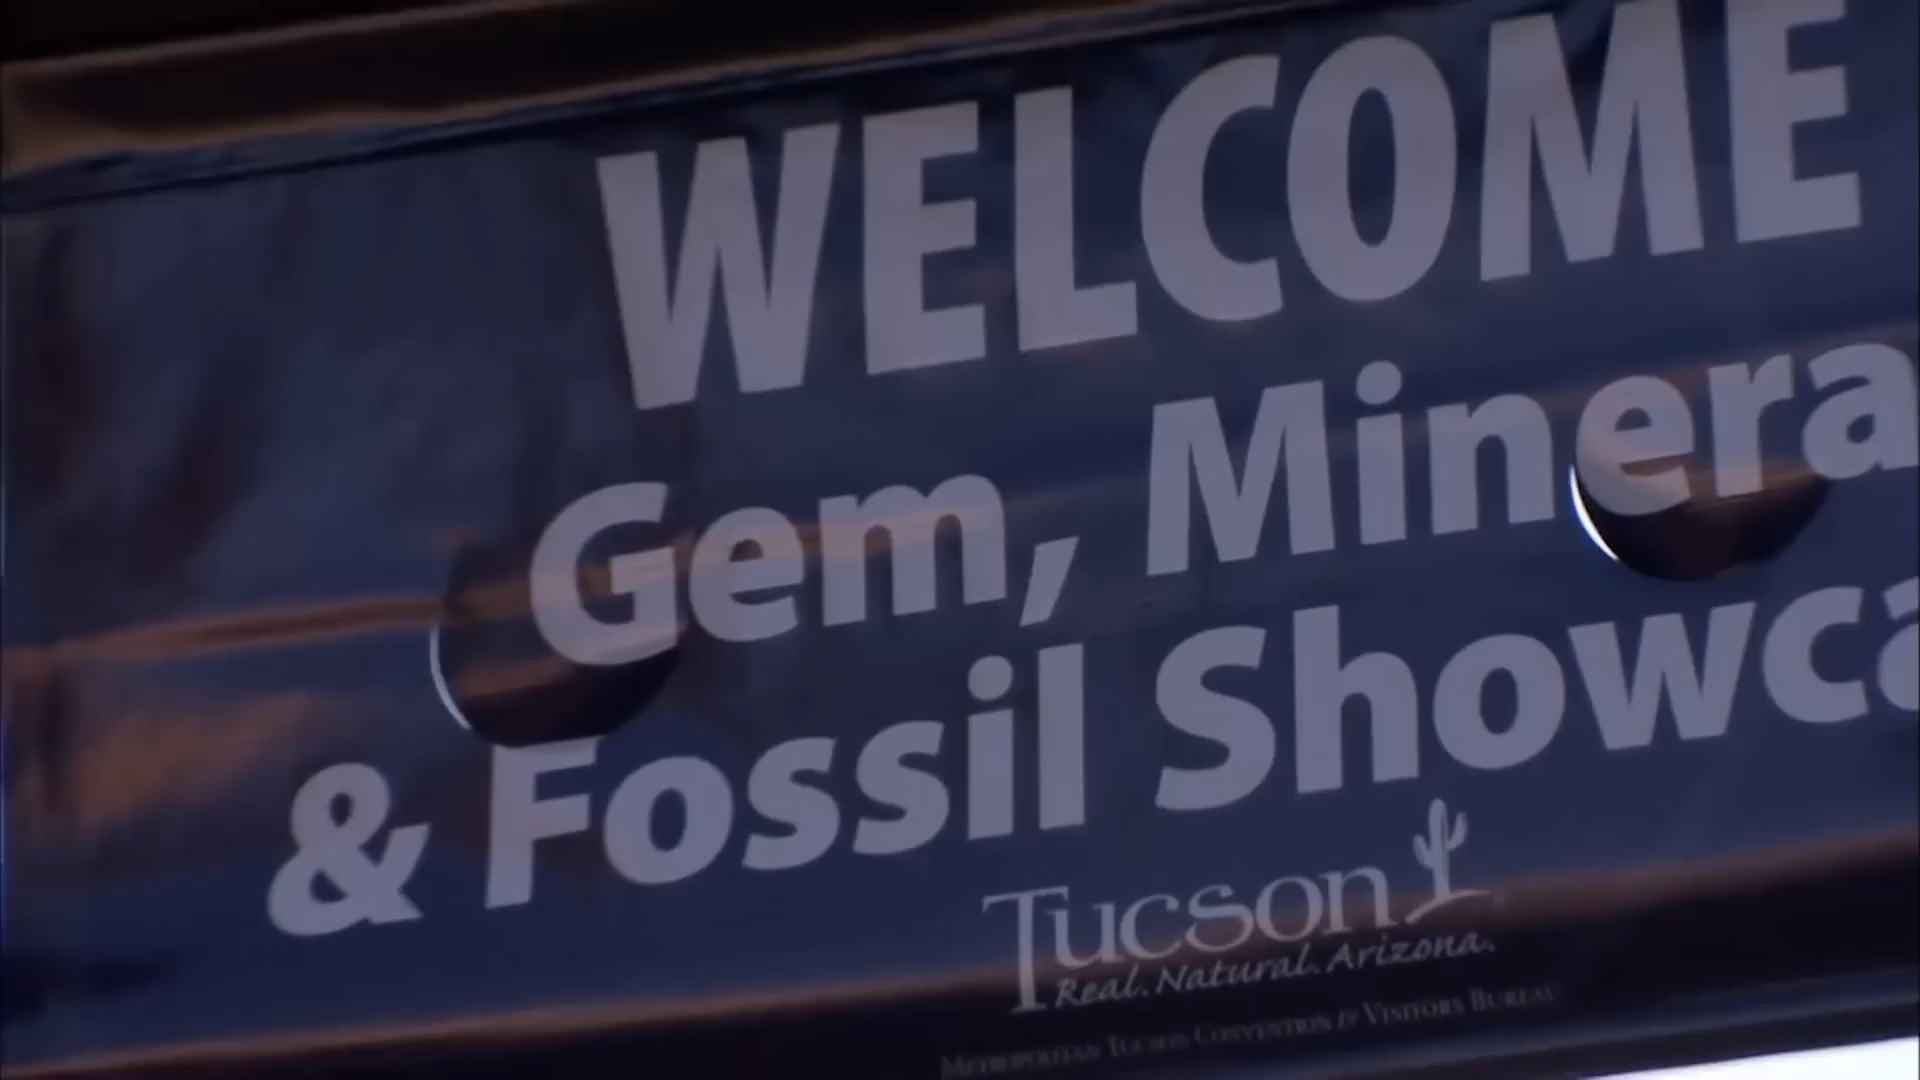 WELCOME
Gem, Minera
& Fossil Showca
Tucson
Real. Natural. Arizona.
METROPOLITAN TUCSON CONVENTION & VISITORS BUREAU